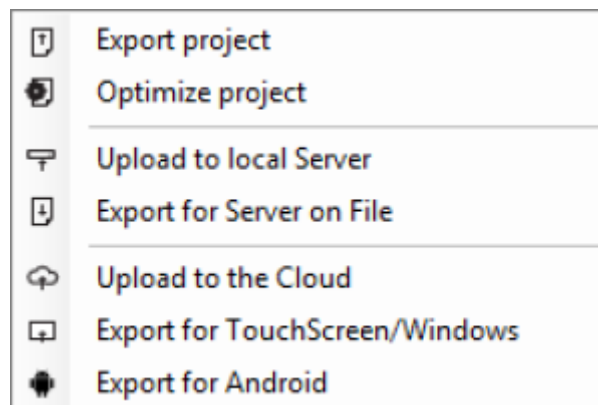 Export project
Optimize project
Upload to local Server
Export for Server on File
Upload to the Cloud
Export for TouchScreen/Windows
Export for Android